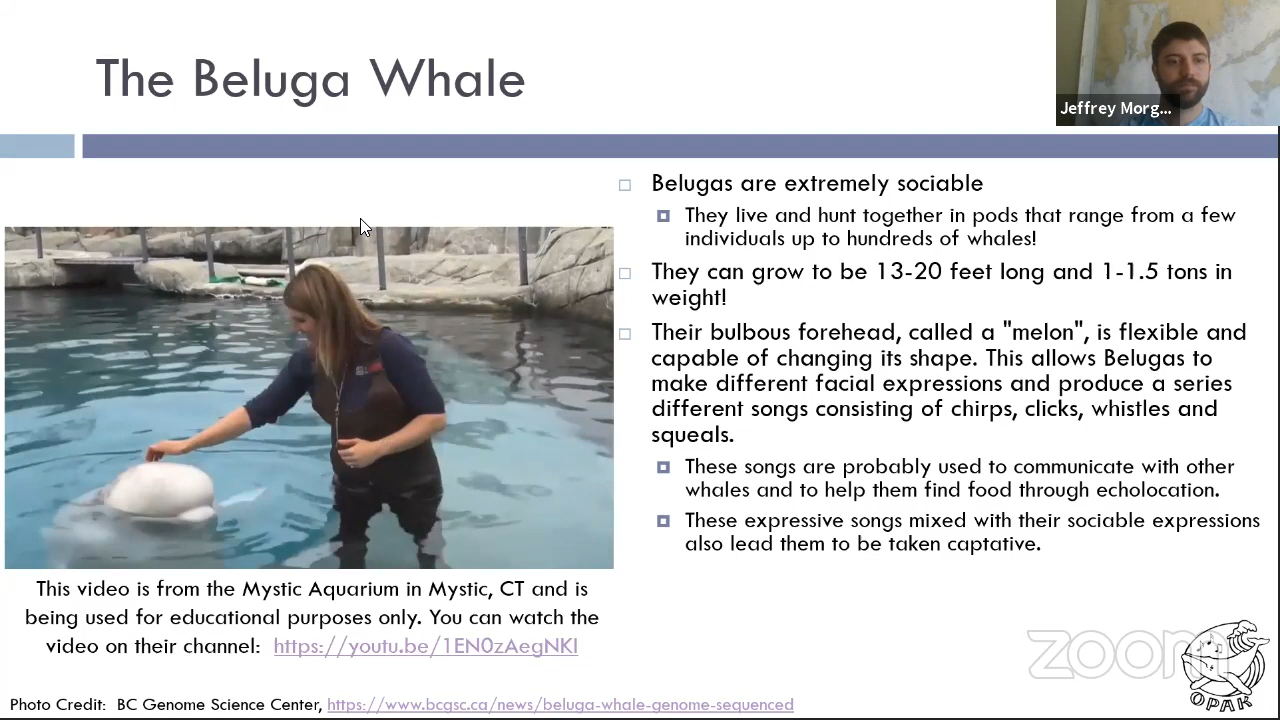 The Beluga Whale
Jeffrey Morg...
Belugas are extremely sociable
They live and hunt together in pods that range from a few
individuals up to hundreds of whales!
They can grow to be 13-20 feet long and 1-1.5 tons in
weight!
Their bulbous forehead, called a "melon", is flexible and
capable of changing its shape. This allows Belugas to
make different facial expressions and produce a series
different songs consisting of chirps, clicks, whistles and
squeals.
These songs are probably used to communicate with other
whales and to help them find food through echolocation.
These expressive songs mixed with their sociable expressions
also lead them to be taken captative.
This video is from the Mystic Aquarium in Mystic, CT and is
being used for educational purposes only. You can watch the
video on their channel: https://youtu.be/1EN0zAegNKI
Photo Credit: BC Genome Science Center, https://www.bcgsc.ca/news/beluga-whale-genome-sequenced
zoom
OPAK